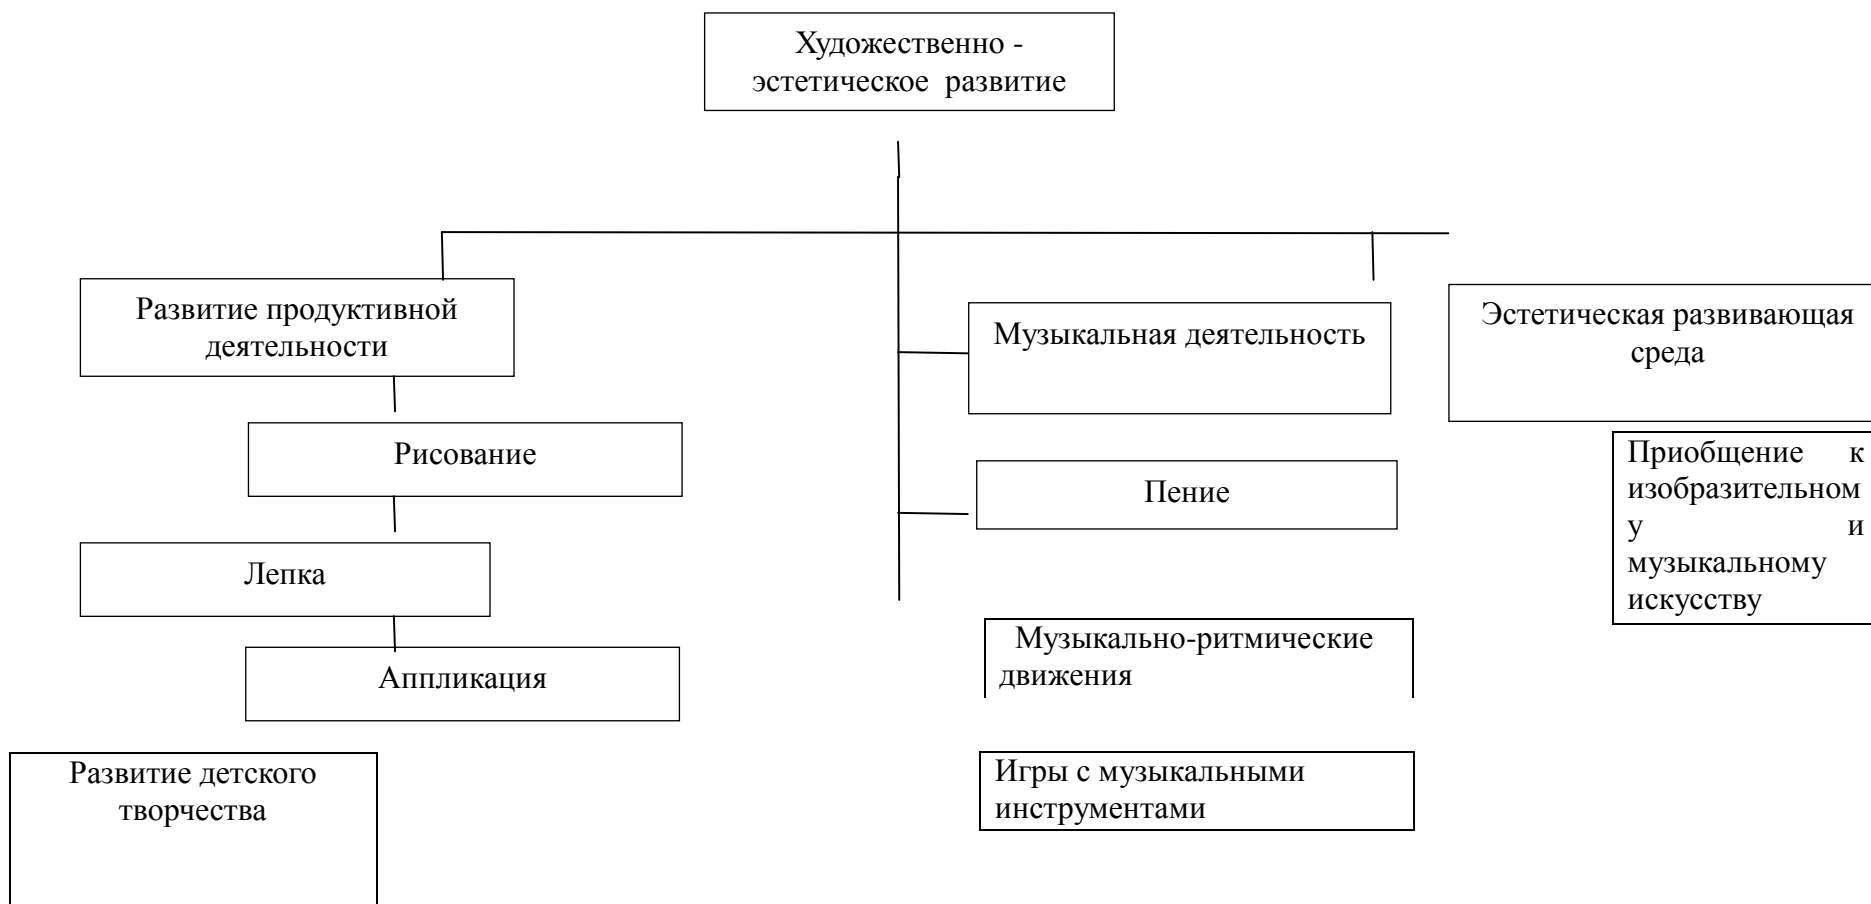 Художественно -
эстетическое развитие
Развитие продуктивной
деятельности
Музыкальная деятельность
Эстетическая развивающая
среда
Рисование
Пение
Приобщение к
изобразительном
у и
музыкальному
искусству
Лепка
Музыкально-ритмические
движения
Аппликация
Развитие детского
творчества
Игры с музыкальными
инструментами